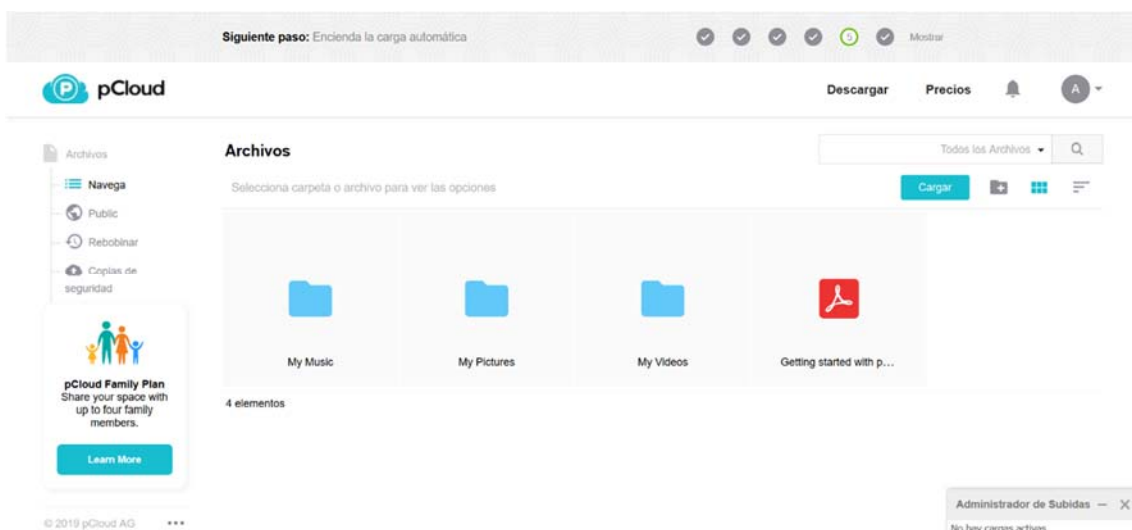 Siguiente paso: Encienda la carga automática
5
Mostrar
P
pCloud
Descargar
Precios
A
Archivos
Navega
Public
Rebobinar
Copias de
seguridad
Archivos
Todos los Archivos
Selecciona carpeta o archivo para ver las opciones
Cargar
My Music
My Pictures
My Videos
Getting started with p...
4 elementos
pCloud Family Plan
Share your space with
up to four family
members.
Learn More
© 2019 pCloud AG
Administrador de Subidas
No hay cargas activas